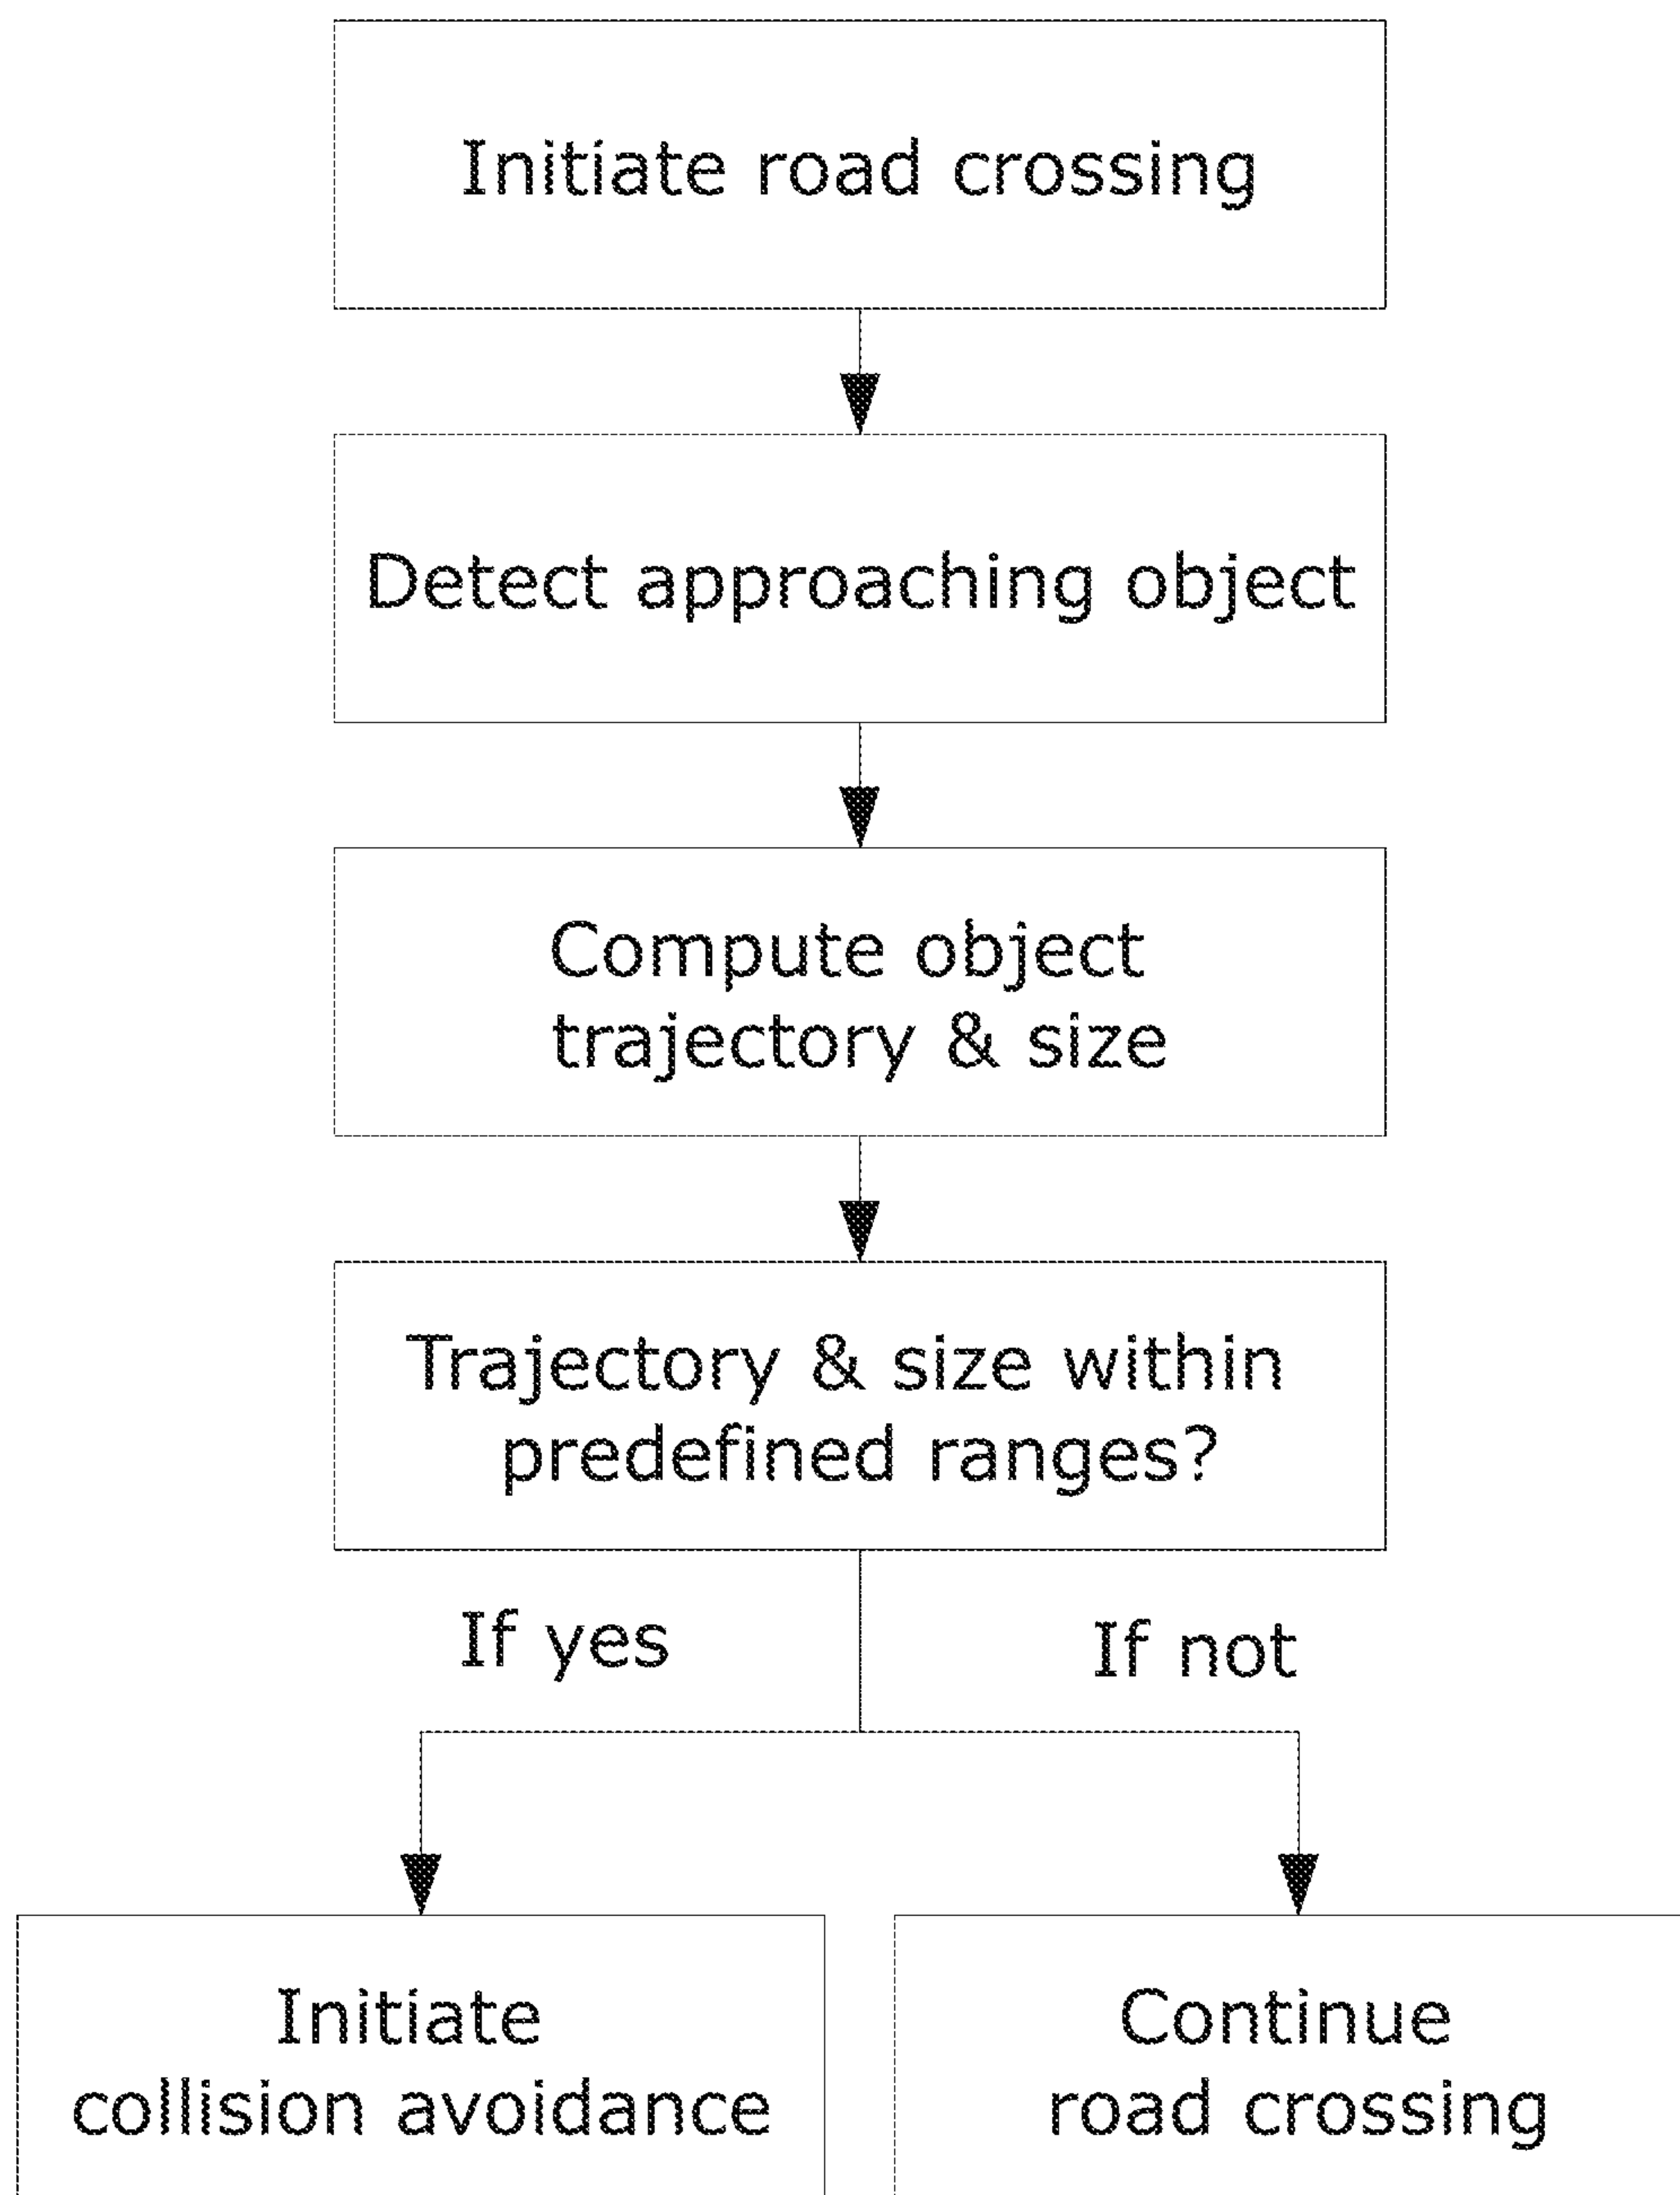 Initiate road crossing
Detect approaching object
Compute object
trajectory & size
Trajectory & size within
predefined ranges?
If yes
If not
Initiate
collision avoidance
Continue
road crossing